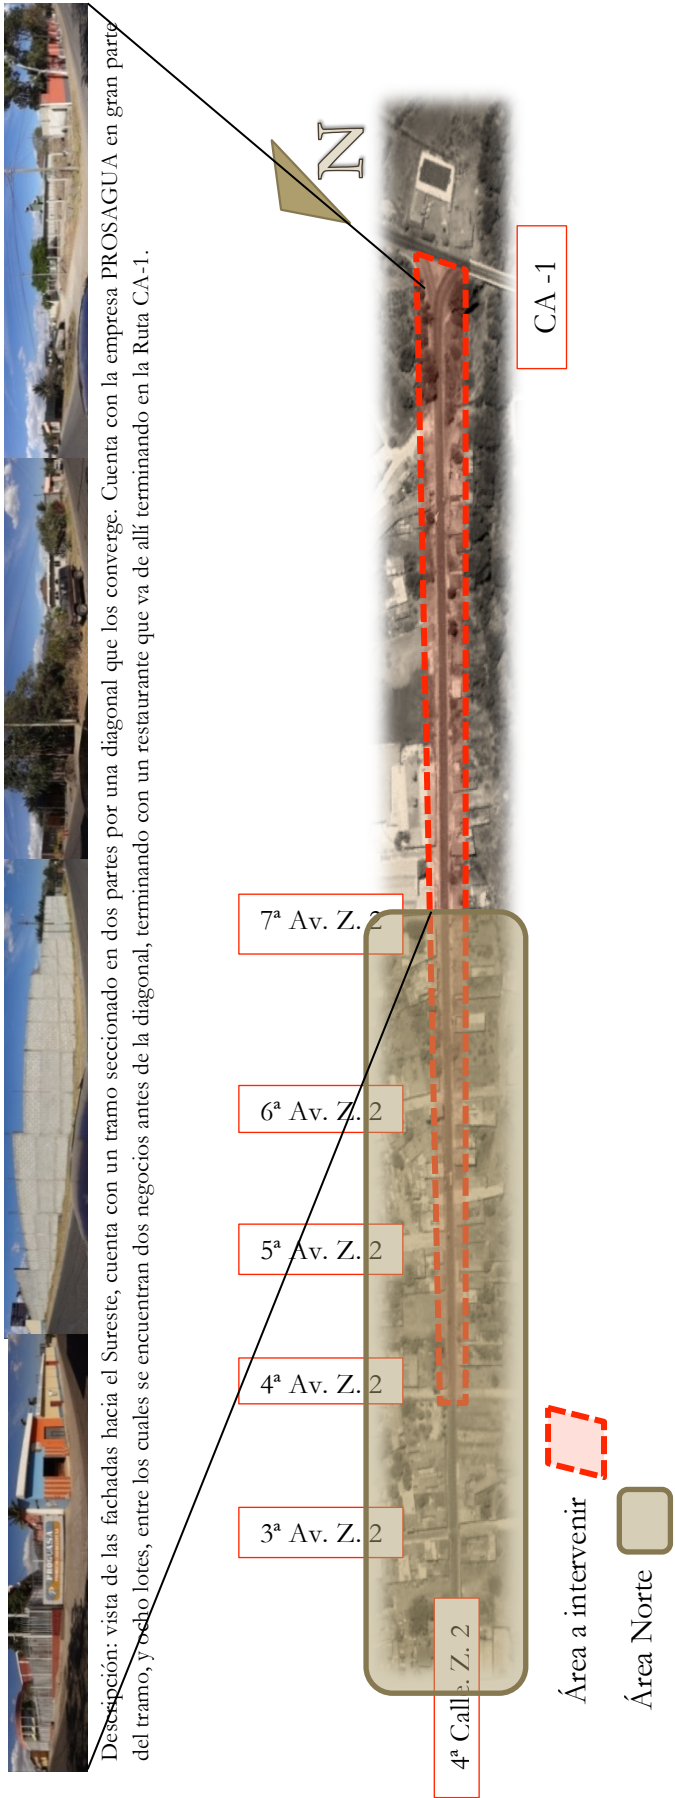 Descripción: vista de las fachadas hacia el Sureste, cuenta con un tramo seccionado en dos partes por una diagonal que los converge. Cuenta con la empresa PROSAGUA en gran parte
del tramo, y ocho lotes, entre los cuales se encuentran dos negocios antes de la diagonal, terminando con un restaurante que va de allí terminando en la Ruta CA-1.
N
3ª Av. Z. 2
4ª Av. Z. 2
5ª Av. Z. 2
6ª Av. Z. 2
7ª Av. Z. 2
4ª Calle. Z. 2
CA -1
Área a intervenir
Área Norte